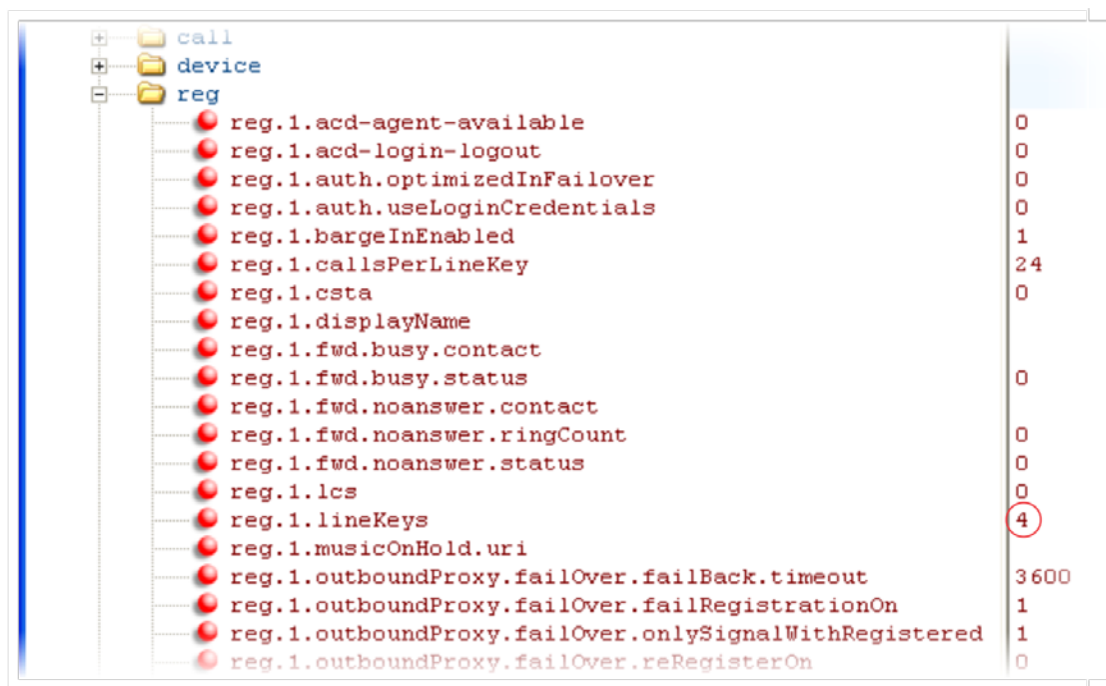 call
device
reg
reg.1.acd-agent-available 0
reg.1.acd-login-logout 0
reg.1.auth.optimizedInFailover 0
reg.1.auth.useLoginCredentials 0
reg.1.bargeInEnabled 1
reg.1.callsPerLineKey 24
reg.1.csta 0
reg.1.displayName
reg.1.fwd.busy.contact
reg.1.fwd.busy.status 0
reg.1.fwd.noanswer.contact
reg.1.fwd.noanswer.ringCount 0
reg.1.fwd.noanswer.status 0
reg.1.lcs 0
reg.1.lineKeys 4
reg.1.musicOnHold.uri
reg.1.outboundProxy.failOver.failBack.timeout 3600
reg.1.outboundProxy.failOver.failRegistrationOn 1
reg.1.outboundProxy.failOver.onlySignalWithRegistered 1
reg.1.outboundProxy.failOver.reRegisterOn 0